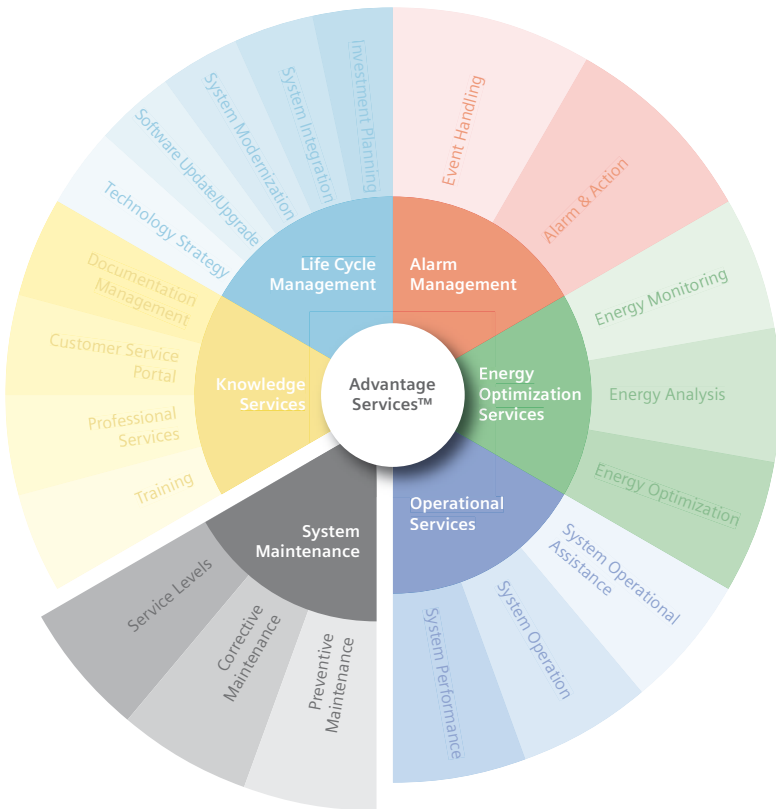 Advantage
Services™
Life Cycle
Management
Technology Strategy
Software Update/Upgrade
System Modernization
System Integration
Investment Planning
Alarm
Management
Event Handling
Alarm & Action
Energy
Optimization
Services
Energy Monitoring
Energy Analysis
Energy Optimization
Operational
Services
System Operational
Assistance
System Operation
System Performance
System
Maintenance
Preventive
Maintenance
Corrective
Maintenance
Service Levels
Knowledge
Services
Training
Professional
Services
Customer Service
Portal
Documentation
Management